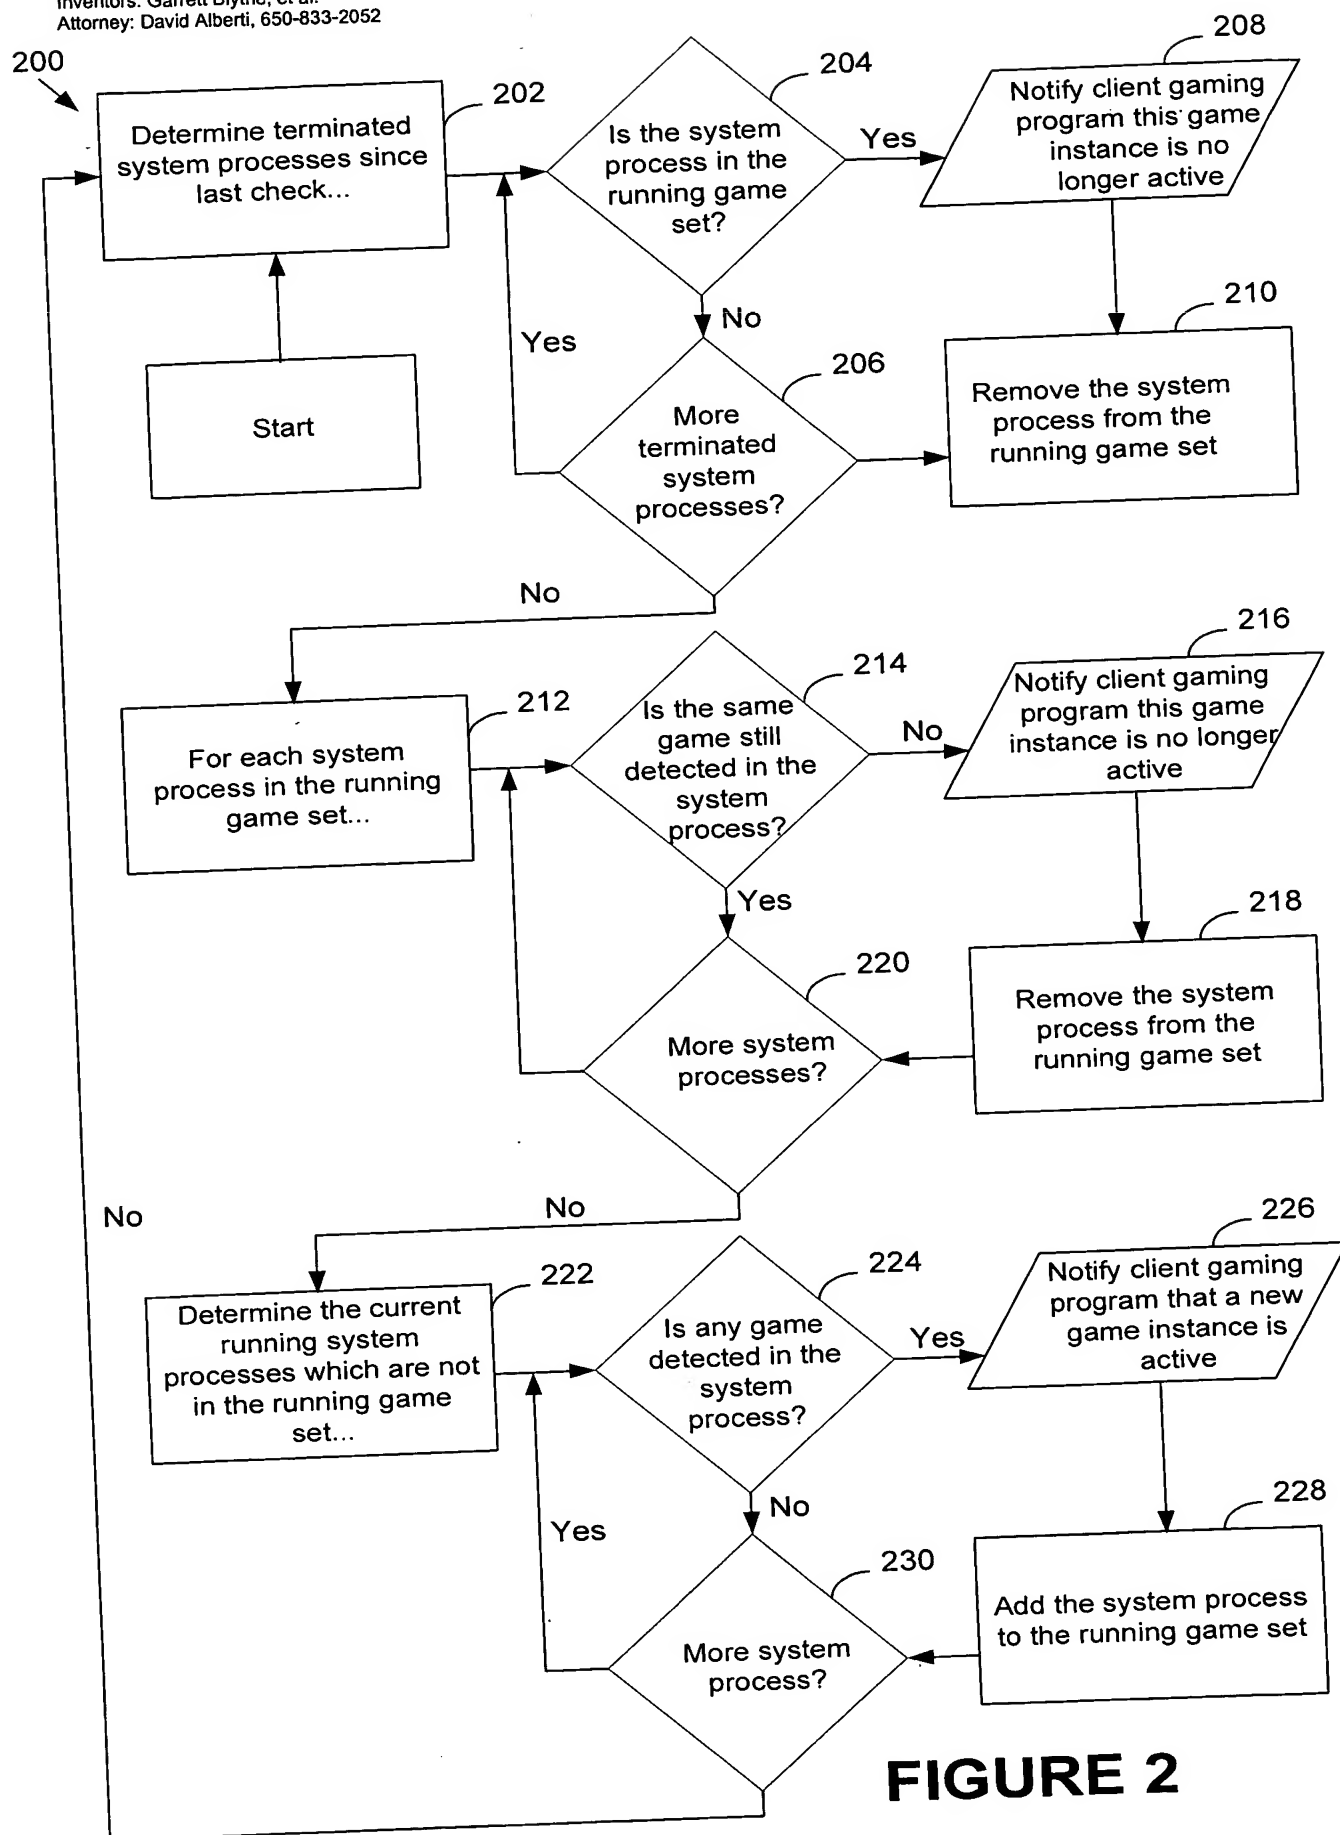 Inventors: Garrett Blythe, et al.
Attorney: David Alberti, 650-833-2052
200
202
Determine terminated
system processes since
last check...
Start
204
Is the system
process in the
running game
set?
Yes
No
208
Notify client gaming
program this game
instance is no
longer active
210
Remove the system
process from the
running game set
206
More
terminated
system
processes?
Yes
No
212
For each system
process in the running
game set...
214
Is the same
game still
detected in the
system
process?
No
Yes
216
Notify client gaming
program this game
instance is no longer
active
218
Remove the system
process from the
running game set
220
More system
processes?
No
No
222
Determine the current
running system
processes which are not
in the running game
set...
224
Is any game
detected in the
system
process?
Yes
No
226
Notify client gaming
program that a new
game instance is
active
228
Add the system process
to the running game set
230
More system
process?
Yes
FIGURE 2